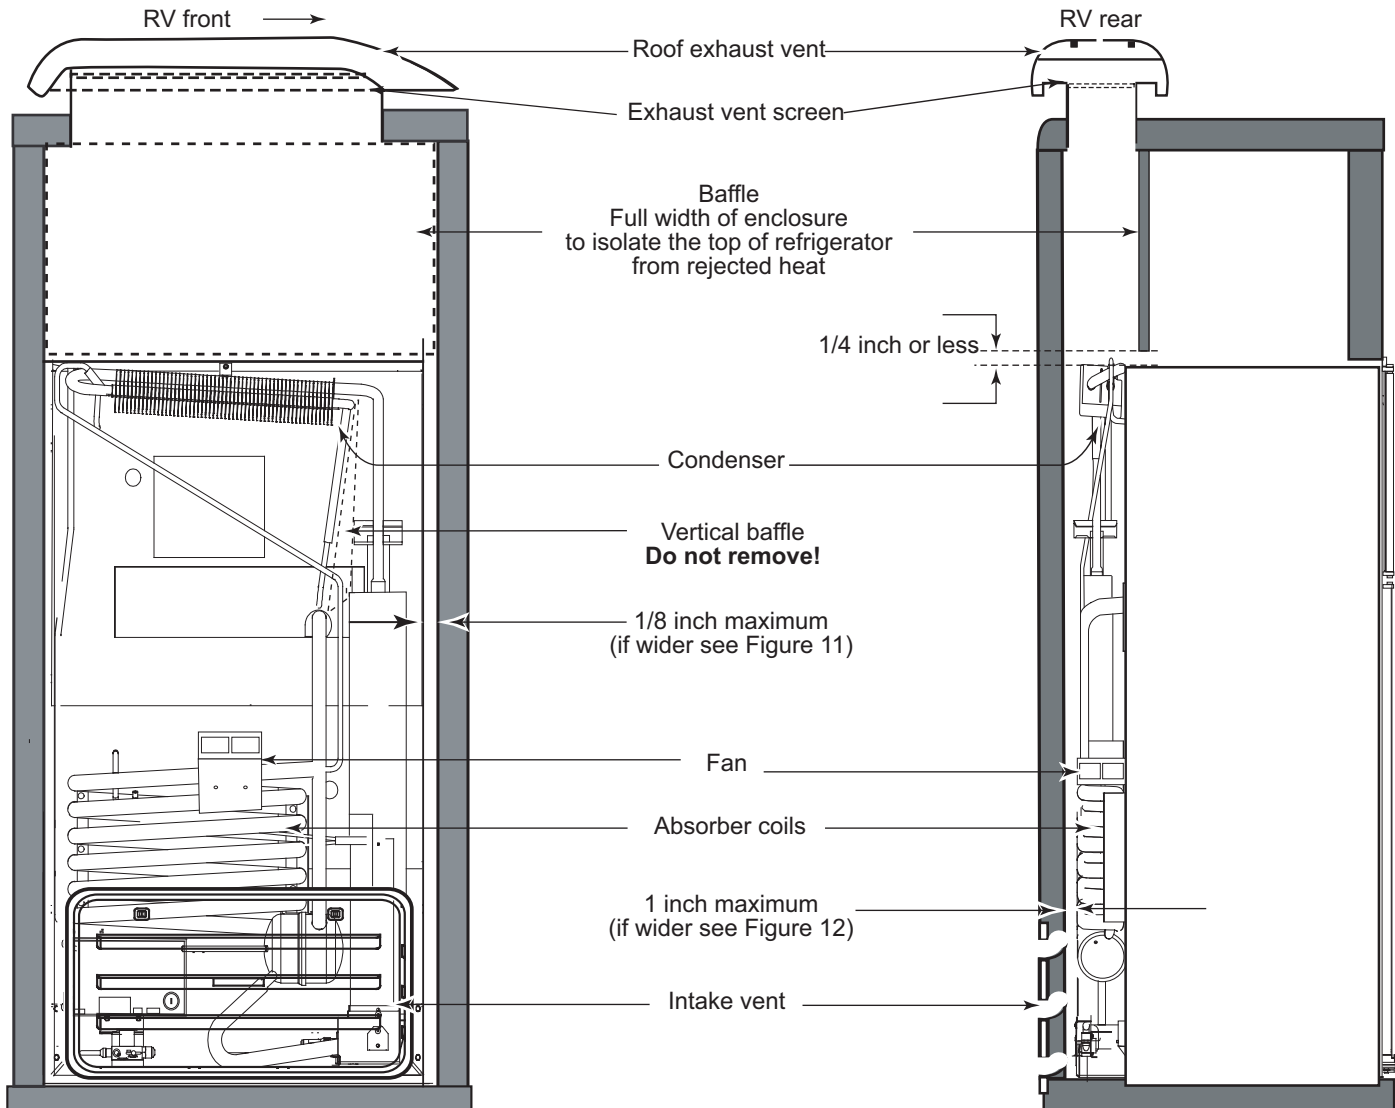 RV front
RV rear
Roof exhaust vent
Exhaust vent screen
Baffle
Full width of enclosure
to isolate the top of refrigerator
from rejected heat
1/4 inch or less
Condenser
Vertical baffle
Do not remove!
1/8 inch maximum
(if wider see Figure 11)
Fan
Absorber coils
1 inch maximum
(if wider see Figure 12)
Intake vent